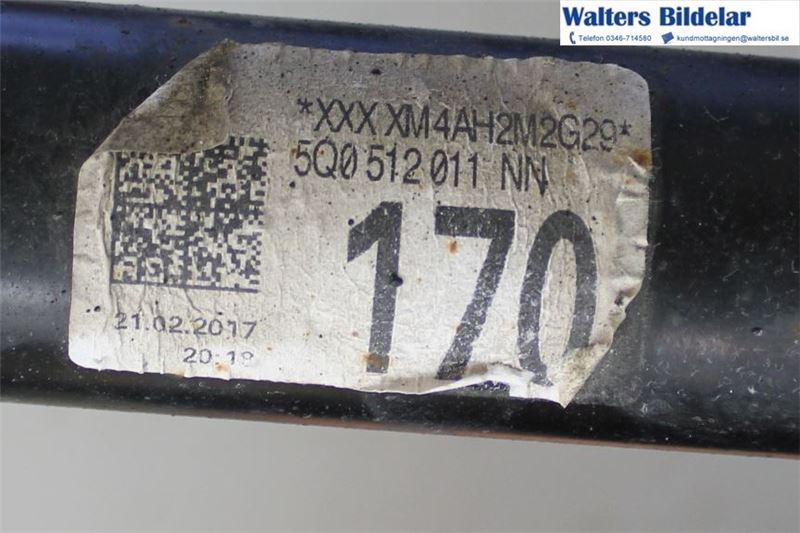 Walters Bildelar
Telefon 0346-714580 kundmottagningen@waltersbil.se
*XXX XM4AH2M2G29*
5Q0 512 011 NN
170
21.02.2017
20:18